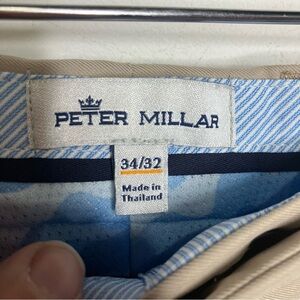 PETER MILLAR
34/32
Made in
Thailand